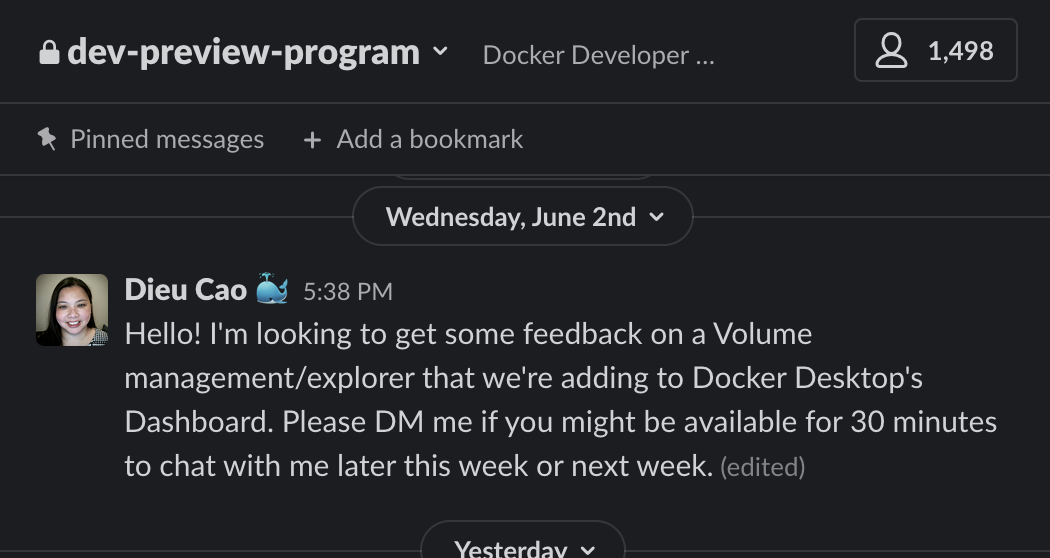 dev-preview-program
Docker Developer ...
1,498
Pinned messages
+ Add a bookmark
Wednesday, June 2nd
Dieu Cao 🐳 5:38 PM
Hello! I'm looking to get some feedback on a Volume
management/explorer that we're adding to Docker Desktop's
Dashboard. Please DM me if you might be available for 30 minutes
to chat with me later this week or next week. (edited)
Yesterday